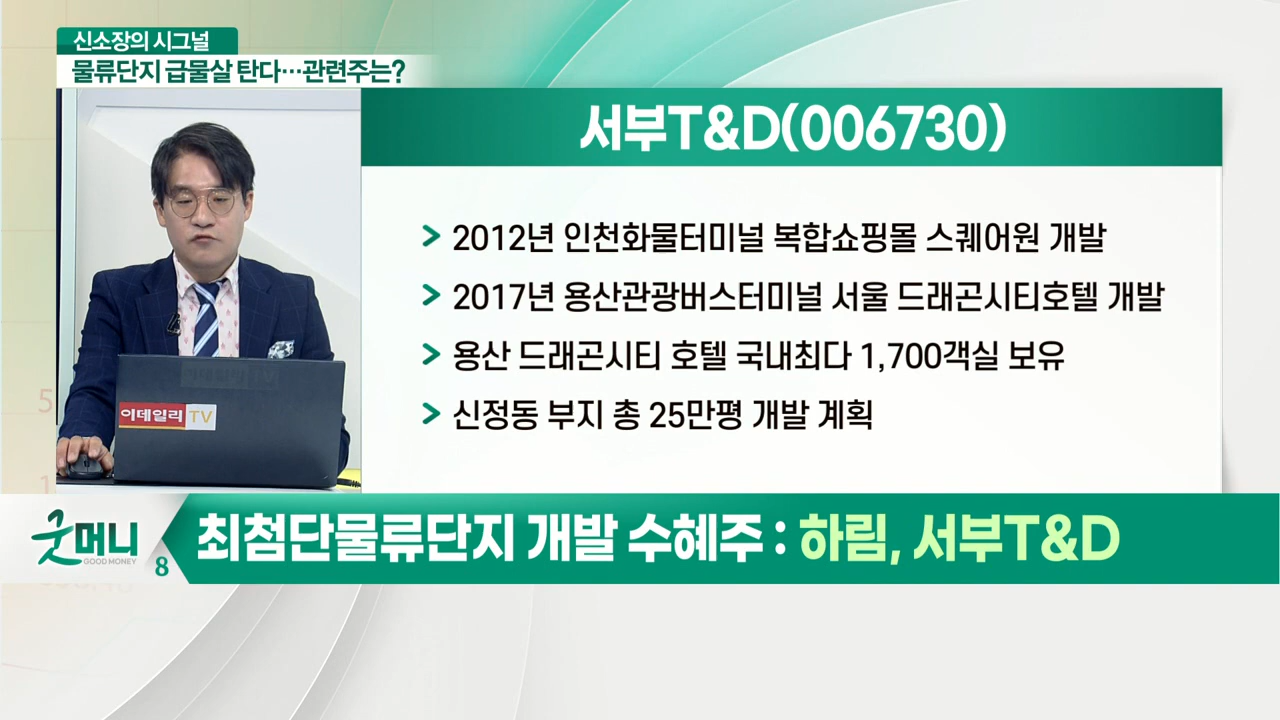 신소장의 시그널
물류단지 급물살 탄다…관련주는?
서부T&D(006730)
> 2012년 인천화물터미널 복합쇼핑몰 스퀘어원 개발
> 2017년 용산관광버스터미널 서울 드래곤시티호텔 개발
> 용산 드래곤시티 호텔 국내최다 1,700객실 보유
> 신정동 부지 총 25만평 개발 계획
이데일리 TV
5
1
굿머니
GOOD MONEY
8
최첨단물류단지 개발 수혜주 : 하림, 서부T&D